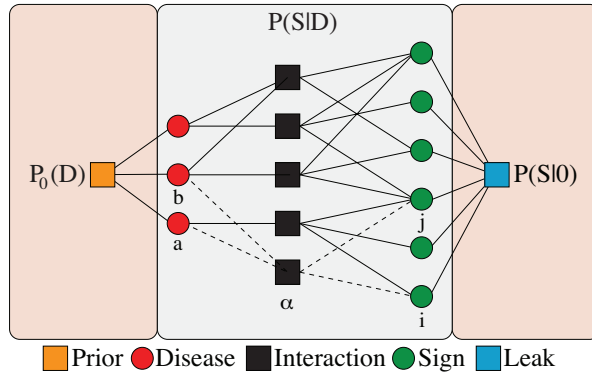 P(S|D)
P₀(D)
P(S|0)
b
a
j
α
i
Prior Disease Interaction Sign Leak